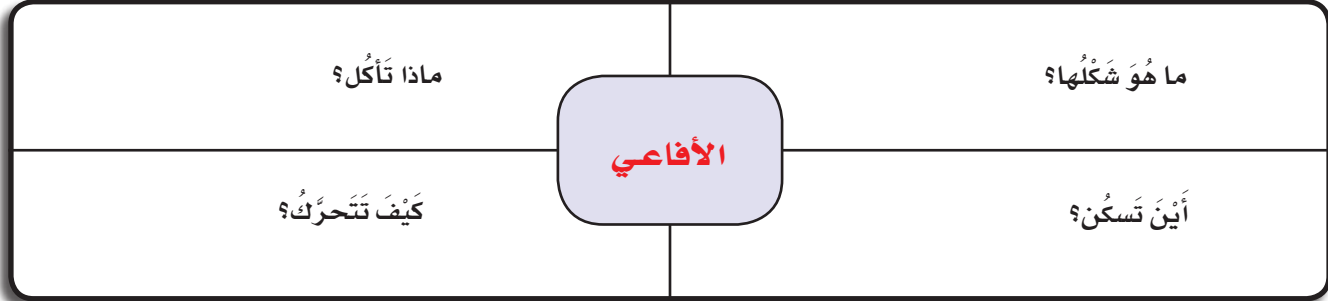 ما هُوَ شَكْلُها؟
ماذا تَأكُل؟
الأفاعي
أَيْنَ تَسكُن؟
كَيْفَ تَتَحرَّكُ؟